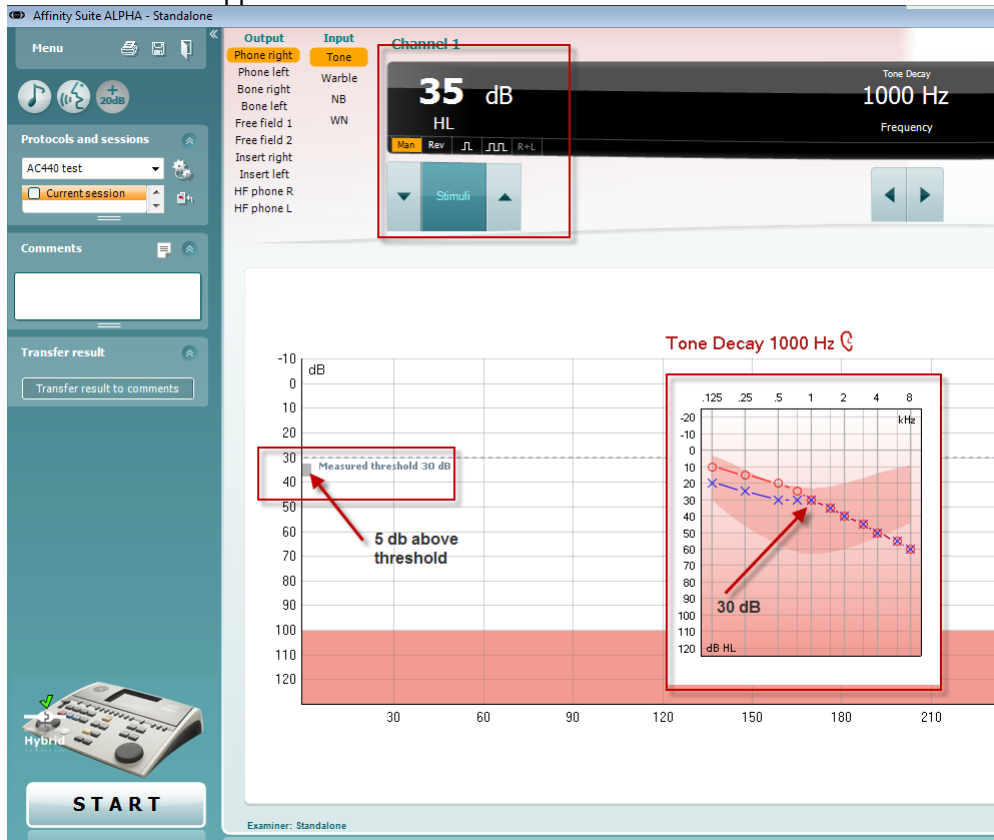 Affinity Suite ALPHA - Standalone
Menu
+
20dB
Protocols and sessions
AC440 test
Current session
Comments
Transfer result
Transfer result to comments
Hybrid
START
Output
Phone right
Phone left
Bone right
Bone left
Free field 1
Free field 2
Insert right
Insert left
HF phone R
HF phone L
Input
Tone
Warble
NB
WN
Channel 1
35 dB
HL
Man Rev R+L
Stimuli
Tone Decay
1000 Hz
Frequency
Tone Decay 1000 Hz
-10
dB
0
10
20
30
Measured threshold 30 dB
40
50
60
70
80
90
100
110
120
5 db above
threshold
30 60 90 120 150 180 210
.125 .25 .5 1 2 4 8
kHz
-20
-10
0
10
20
30
40
50
60
70
80
90
100
110
120
dB HL
30 dB
Examiner: Standalone